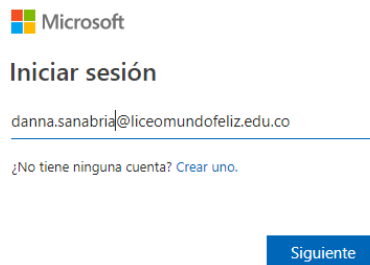 Microsoft
Iniciar sesión
danna.sanabria@liceomundofeliz.edu.co
¿No tiene ninguna cuenta? Crear uno.
Siguiente